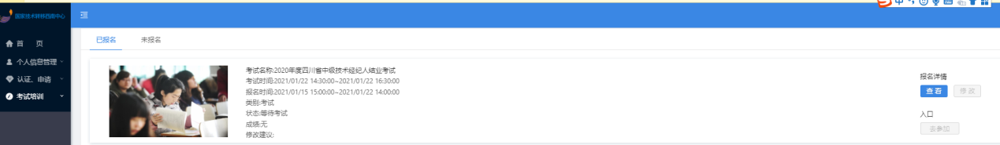 国家技术转移西南中心
中
首 页
个人信息管理
认证、申请
考试培训
已报名
未报名
考试名称:2020年度四川省中级技术经纪人结业考试
考试时间:2021/01/22 14:30:00~2021/01/22 16:30:00
报名时间:2021/01/15 15:00:00~2021/01/22 14:00:00
类别:考试
状态:等待考试
成绩:无
修改建议:
报名详情
查看
修改
入口
去参加